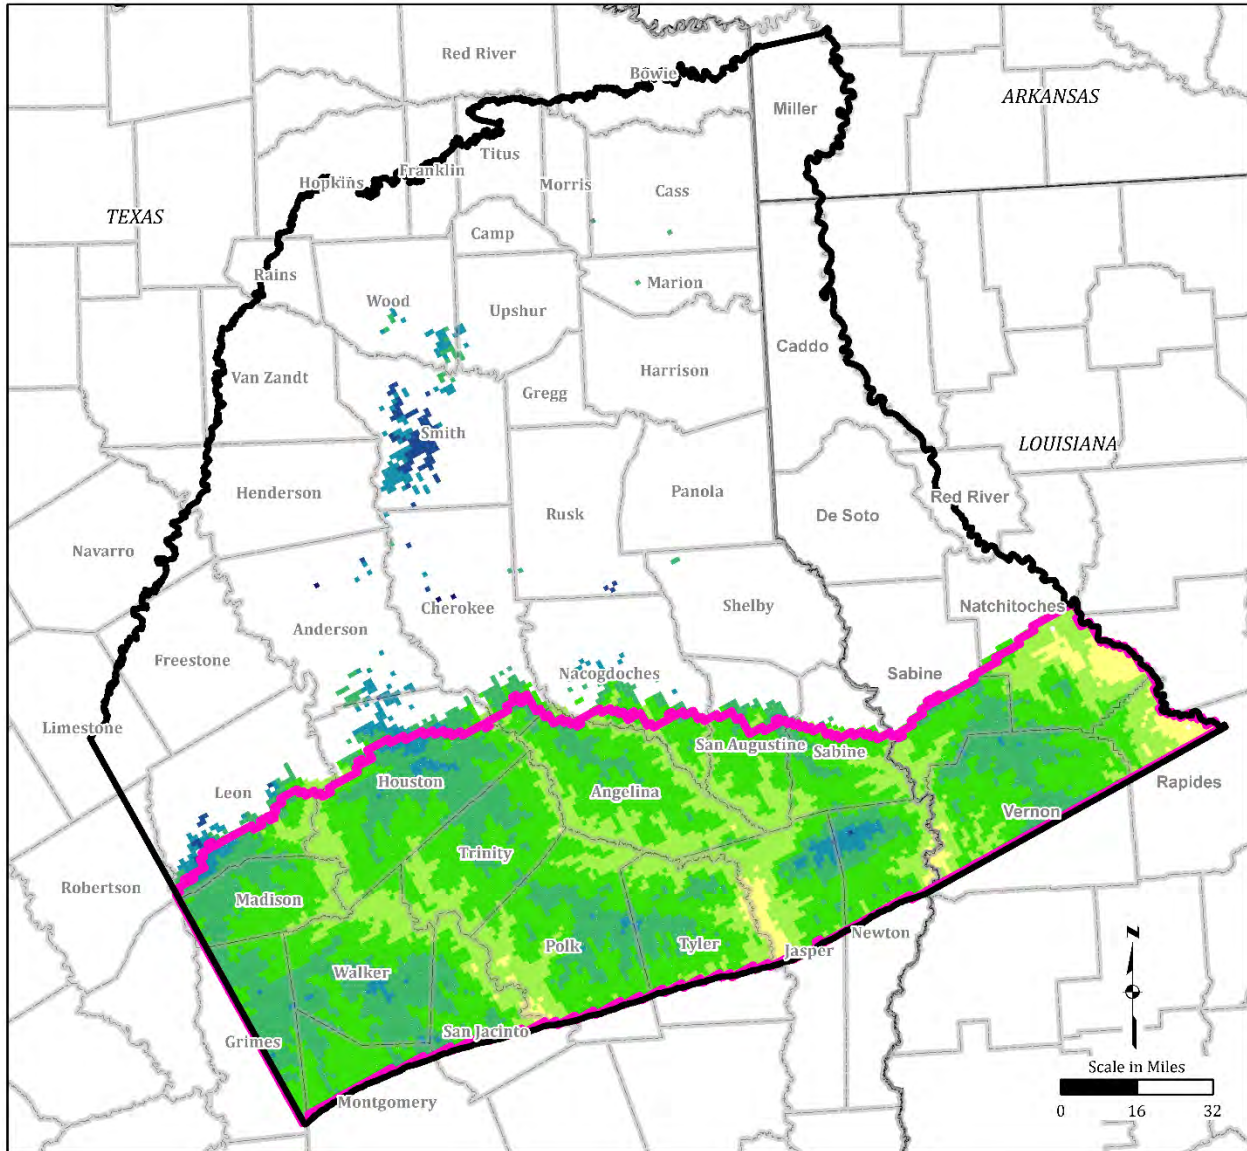 Red River
Bowie
ARKANSAS
Miller
Titus
Franklin
Hopkins
Morris
Cass
TEXAS
Camp
Rains
Marion
Wood
Upshur
Caddo
Harrison
Van Zandt
Gregg
Smith
LOUISIANA
Henderson
Panola
Red River
Rusk
De Soto
Navarro
Shelby
Cherokee
Natchitoches
Anderson
Freestone
Nacogdoches
Sabine
Limestone
San Augustine
Sabine
Houston
Leon
Angelina
Rapides
Vernon
Trinity
Robertson
Madison
Newton
Polk
Tyler
Jasper
Walker
N
San Jacinto
Grimes
Scale in Miles
Montgomery
0 16 32